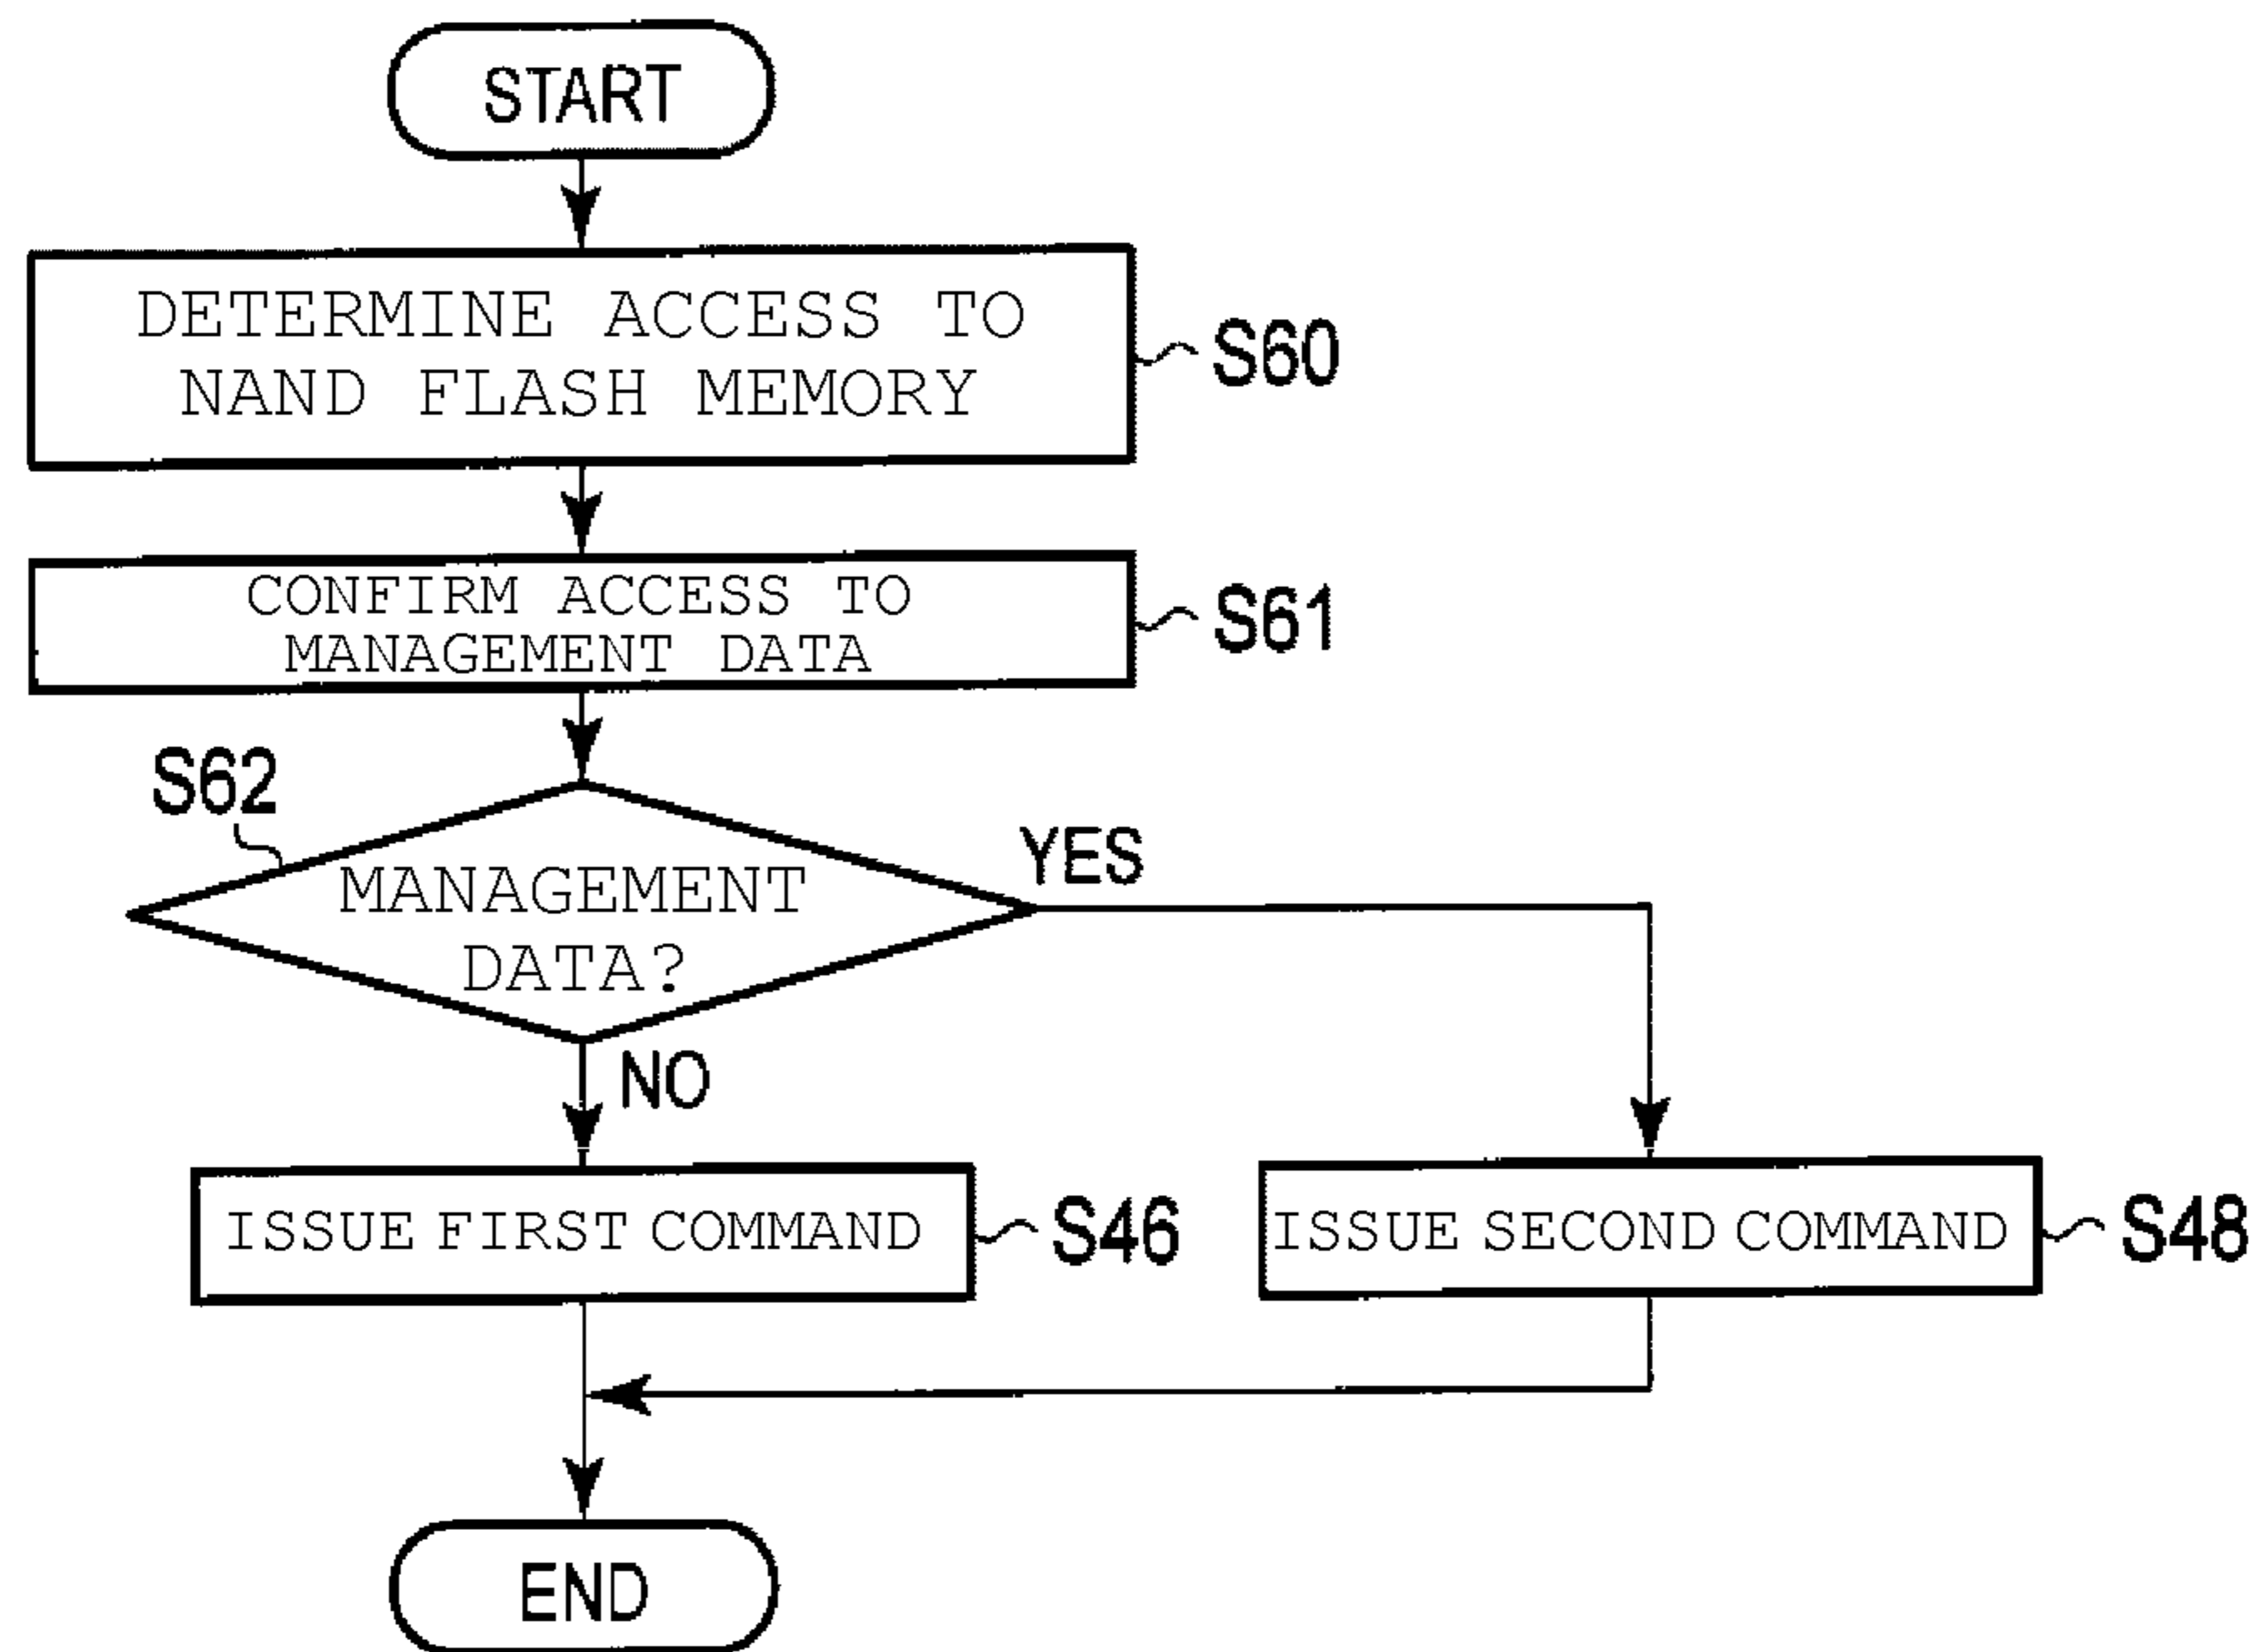 START
DETERMINE ACCESS TO
NAND FLASH MEMORY
S60
CONFIRM ACCESS TO
MANAGEMENT DATA
S61
S62
MANAGEMENT
DATA?
YES
NO
ISSUE FIRST COMMAND
S46
ISSUE SECOND COMMAND
S48
END